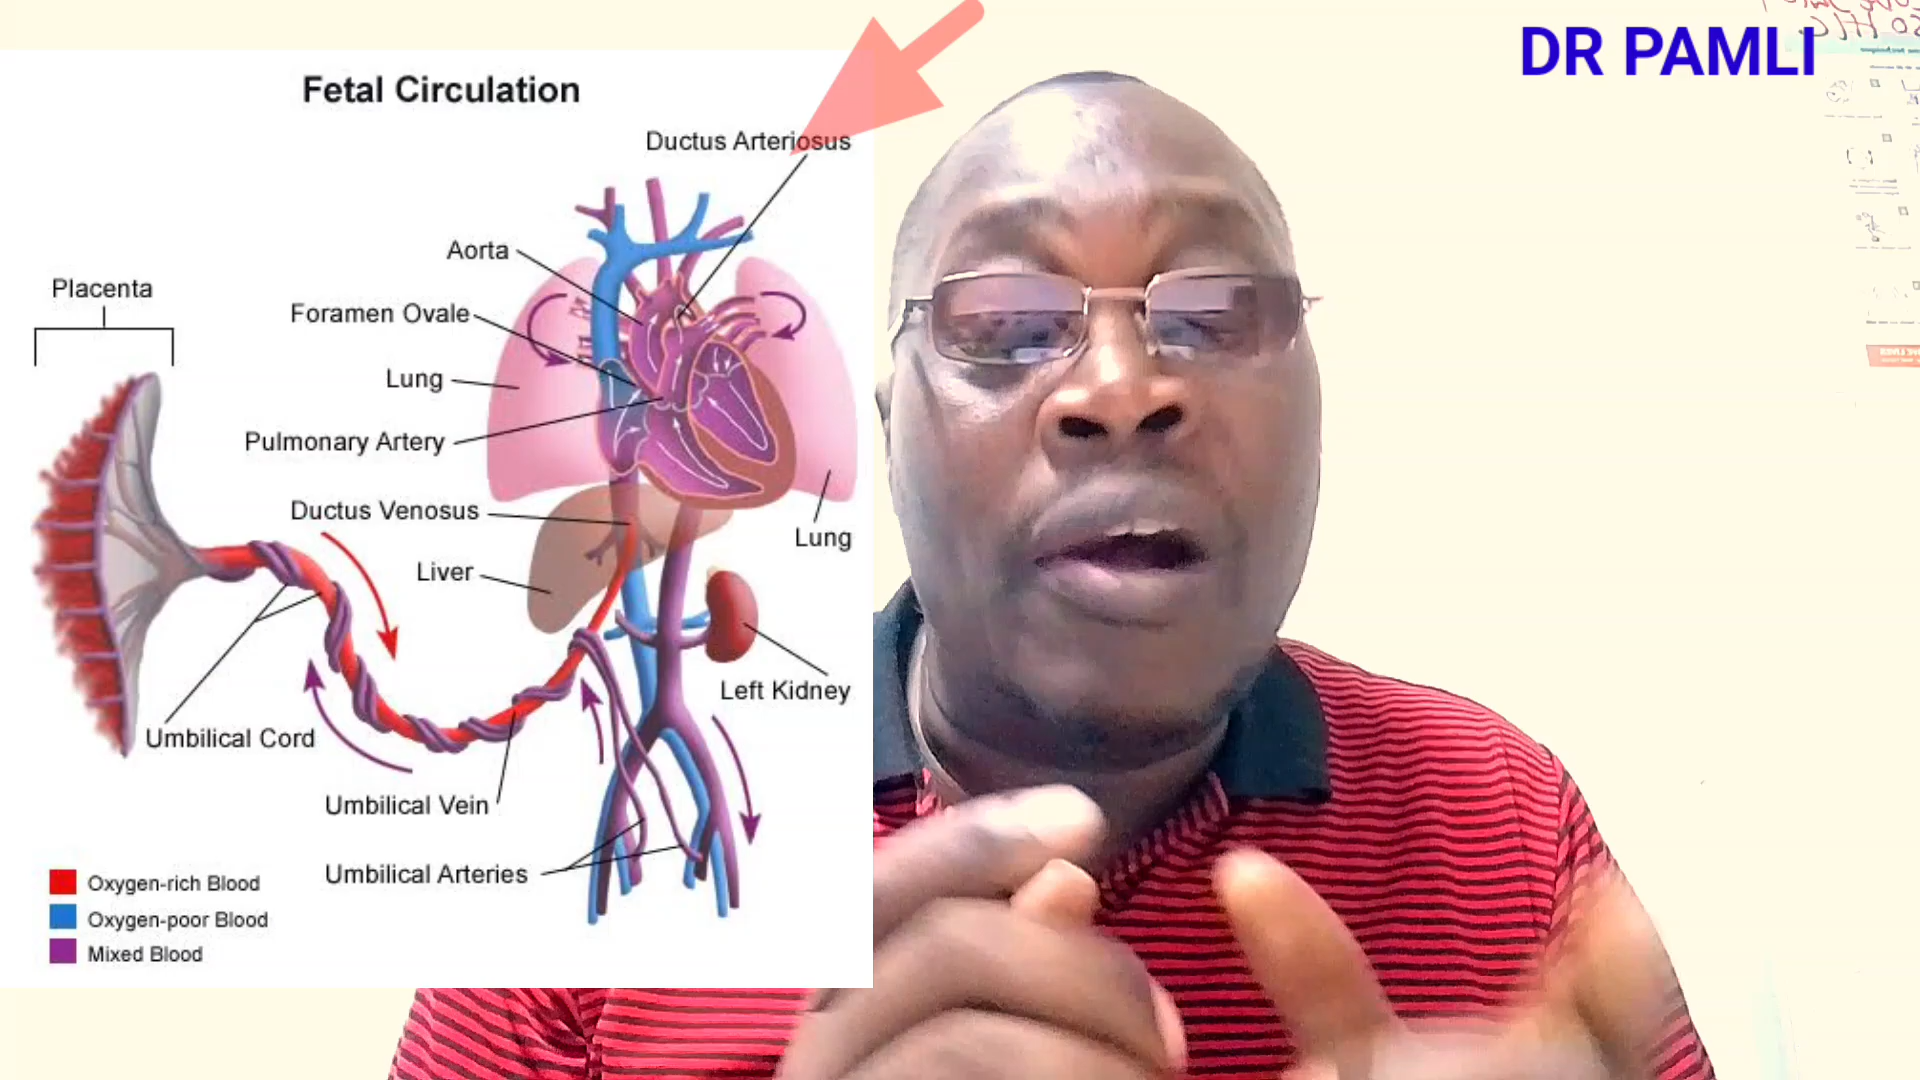 DR PAMLI
Fetal Circulation
Ductus Arteriosus
Aorta
Placenta
Foramen Ovale
Lung
Pulmonary Artery
Ductus Venosus
Lung
Liver
Left Kidney
Umbilical Cord
Umbilical Vein
Umbilical Arteries
Oxygen-rich Blood
Oxygen-poor Blood
Mixed Blood